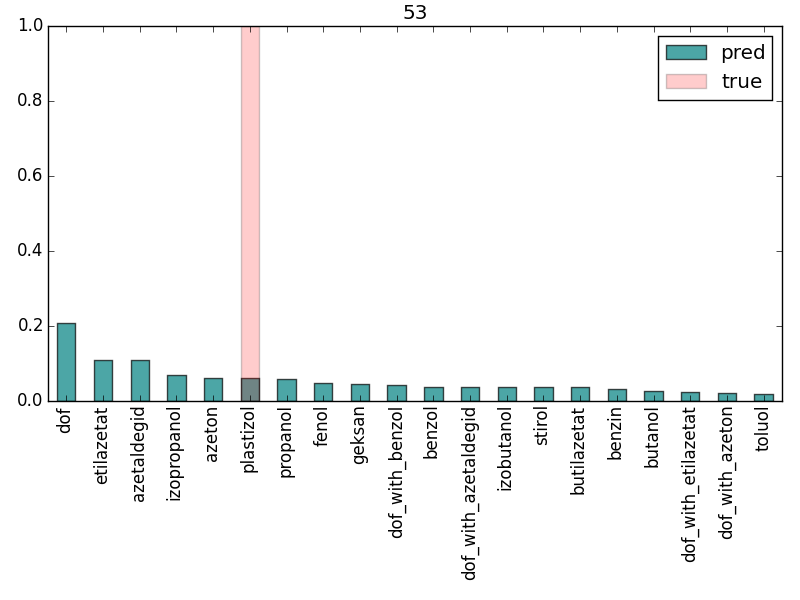 53
1.0
0.8
0.6
0.4
0.2
0.0
pred
true
dof
etilazetat
azetaldegid
izopropanol
azeton
plastizol
propanol
fenol
geksan
dof_with_benzol
benzol
dof_with_azetaldegid
izobutanol
stirol
butilazetat
benzin
butanol
dof_with_etilazetat
dof_with_azeton
toluol